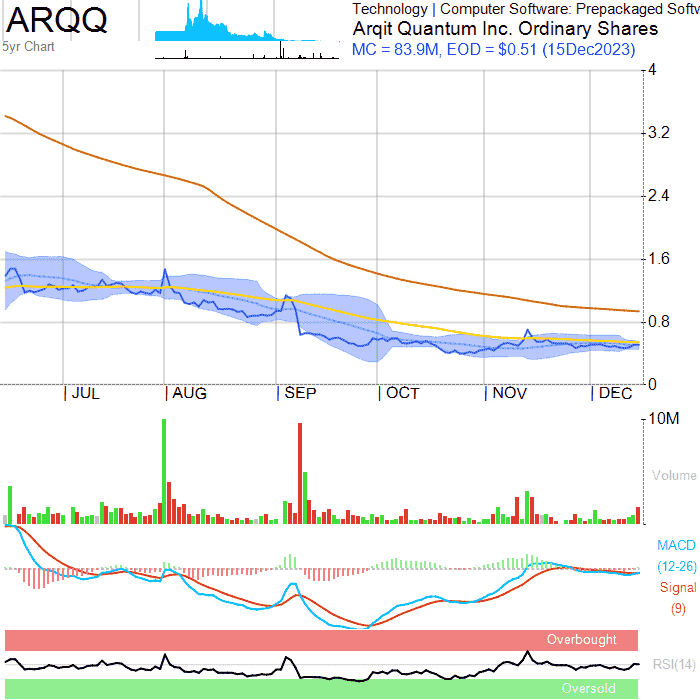 ARQQ
5yr Chart
Technology | Computer Software: Prepackaged Softw
Arqit Quantum Inc. Ordinary Shares
MC = 83.9M, EOD = $0.51 (15Dec2023)
4
3.2
2.4
1.6
0.8
0
| JUL | AUG | SEP | OCT | NOV | DEC
10M
Volume
MACD
(12-26)
Signal
(9)
Overbought
RSI(14)
Oversold